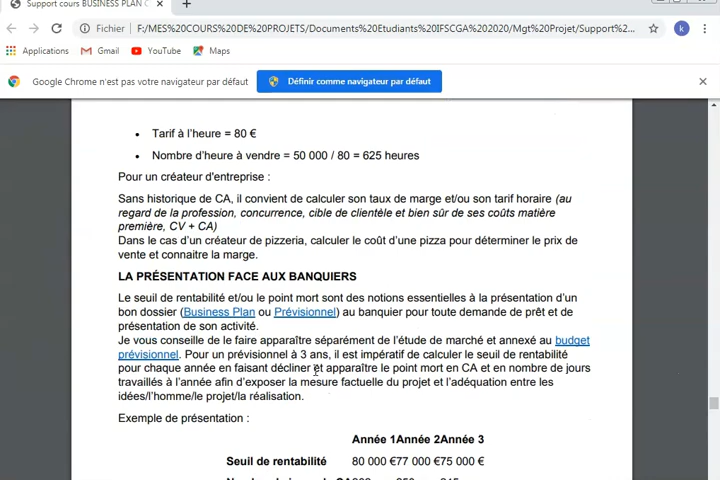 Support cours BUSINESS PLAN
Fichier F:/MES%20COURS%20DE%20PROJETS/Documents%20Etudiants%20IFSCGA%202020/Mgt%20Projet/Support%2...
k
Applications Gmail YouTube Maps
Google Chrome n'est pas votre navigateur par défaut Définir comme navigateur par défaut
• Tarif à l'heure = 80 €
• Nombre d'heure à vendre = 50 000 / 80 = 625 heures
Pour un créateur d'entreprise :
Sans historique de CA, il convient de calculer son taux de marge et/ou son tarif horaire (au
regard de la profession, concurrence, cible de clientèle et bien sûr de ses coûts matière
première, CV + CA)
Dans le cas d'un créateur de pizzeria, calculer le coût d'une pizza pour déterminer le prix de
vente et connaitre la marge.
LA PRÉSENTATION FACE AUX BANQUIERS
Le seuil de rentabilité et/ou le point mort sont des notions essentielles à la présentation d'un
bon dossier (Business Plan ou Prévisionnel) au banquier pour toute demande de prêt et de
présentation de son activité.
Je vous conseille de le faire apparaître séparément de l'étude de marché et annexé au budget
prévisionnel. Pour un prévisionnel à 3 ans, il est impératif de calculer le seuil de rentabilité
pour chaque année en faisant décliner et apparaître le point mort en CA et en nombre de jours
travaillés à l'année afin d'exposer la mesure factuelle du projet et l'adéquation entre les
idées/l'homme/le projet/la réalisation.
Exemple de présentation :
Année 1Année 2Année 3
Seuil de rentabilité 80 000 €77 000 €75 000 €